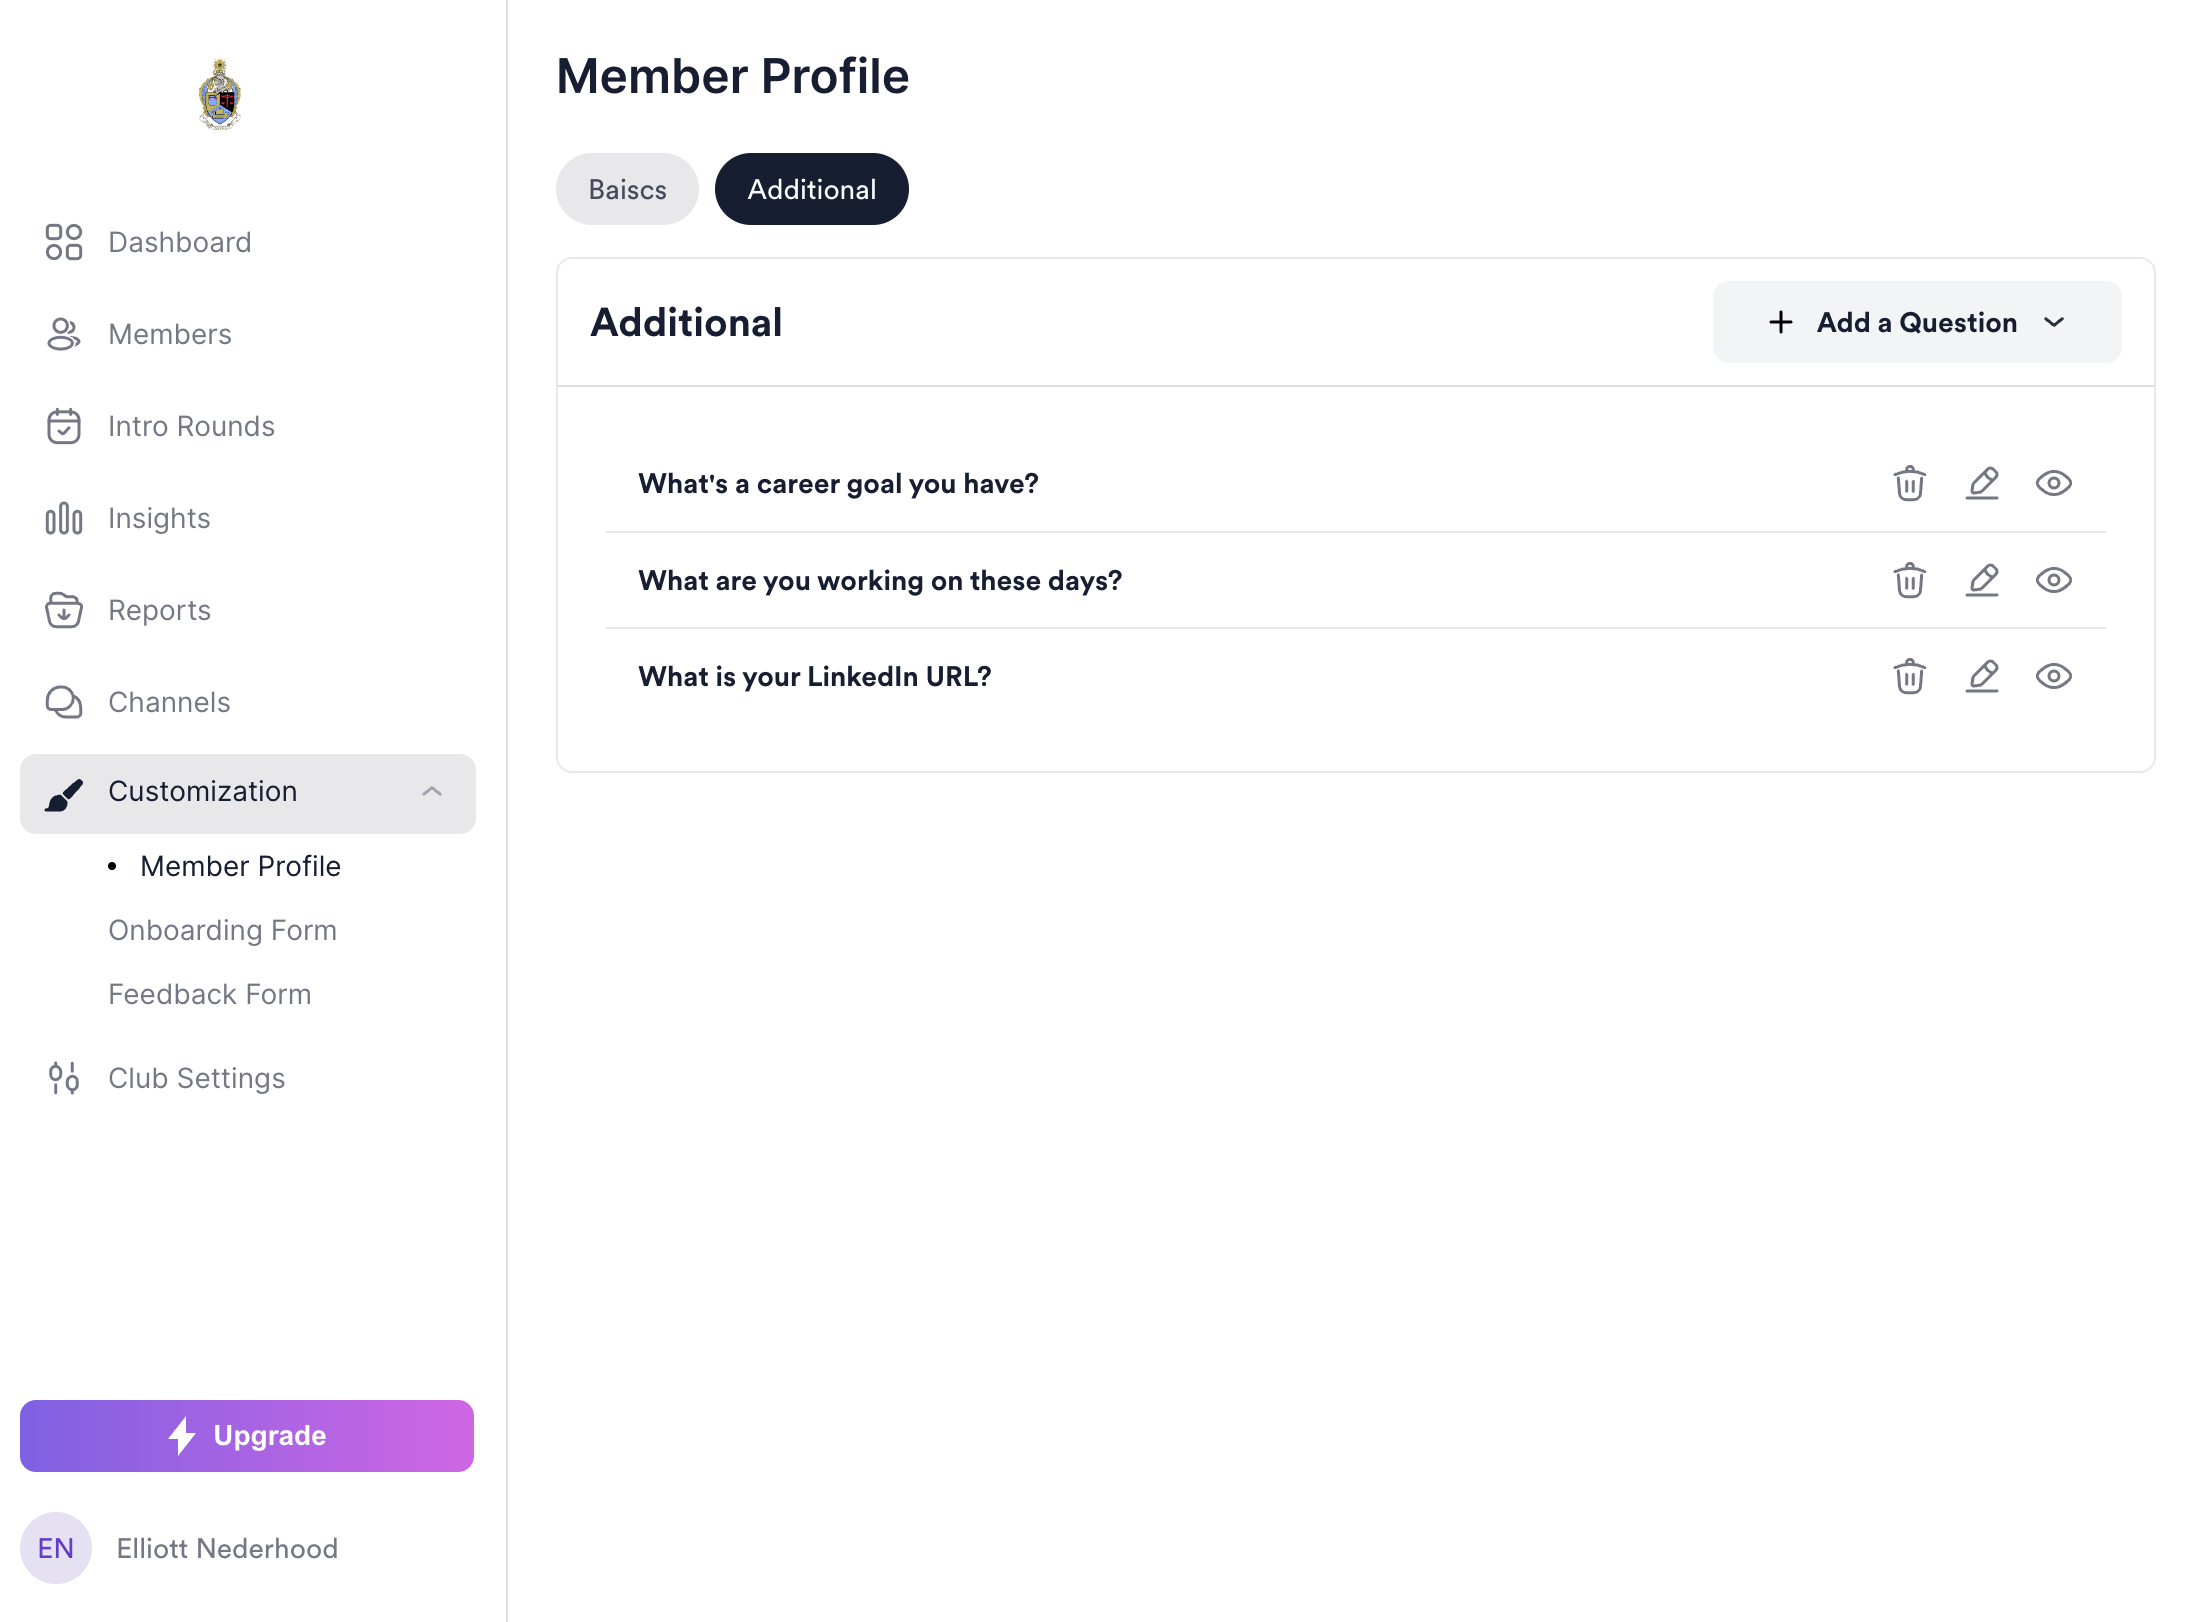 Dashboard
Members
Intro Rounds
Insights
Reports
Channels
Customization
Member Profile
Onboarding Form
Feedback Form
Club Settings
Upgrade
EN
Elliott Nederhood
Member Profile
Baiscs
Additional
Additional
Add a Question
What's a career goal you have?
What are you working on these days?
What is your LinkedIn URL?